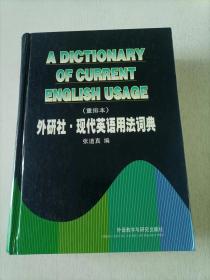 A DICTIONARY
OF CURRENT
ENGLISH USAGE
(重排本)
外研社·现代英语用法词典
张道真 编
外语教学与研究出版社